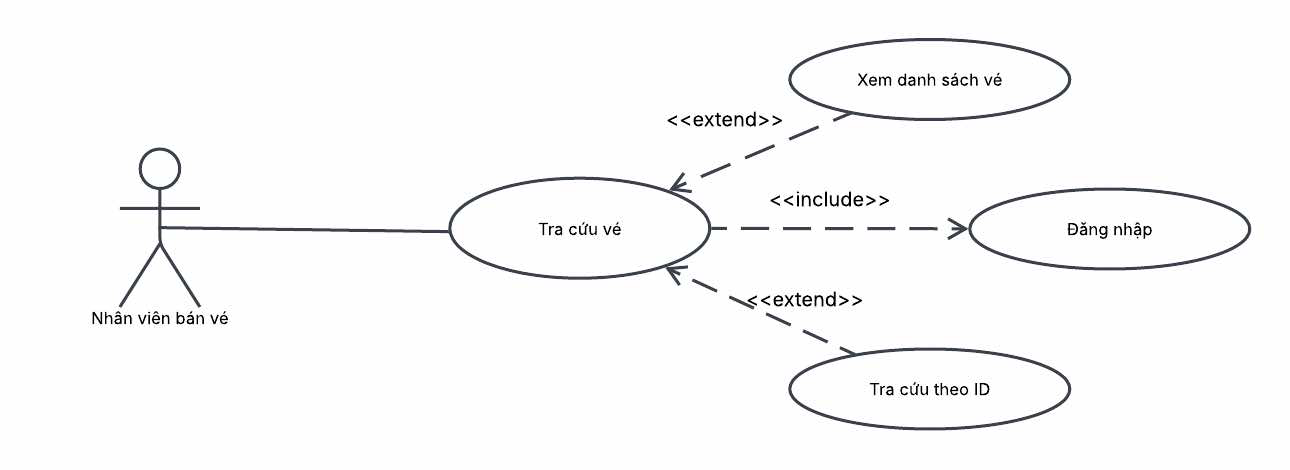 Xem danh sách vé
<<extend>>
<<include>>
Tra cứu vé
Đăng nhập
<<extend>>
Nhân viên bán vé
Tra cứu theo ID